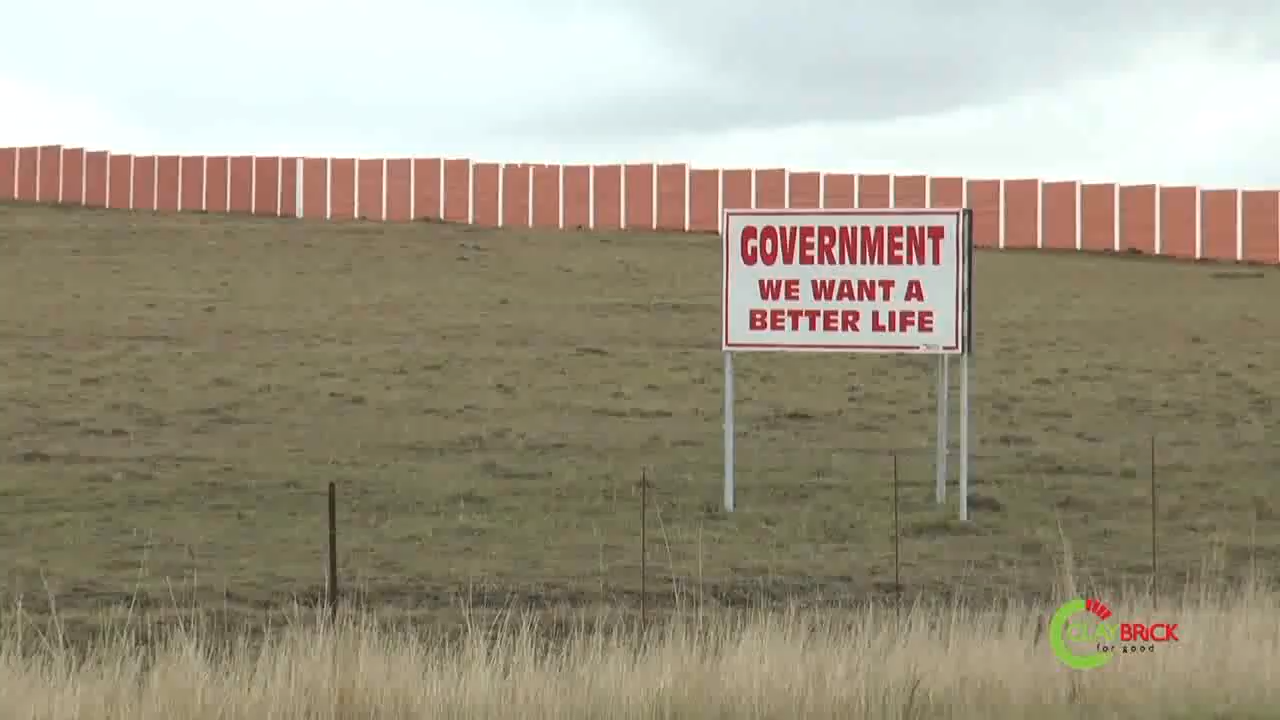 GOVERNMENT
WE WANT A
BETTER LIFE
CLAYBRICK
for good